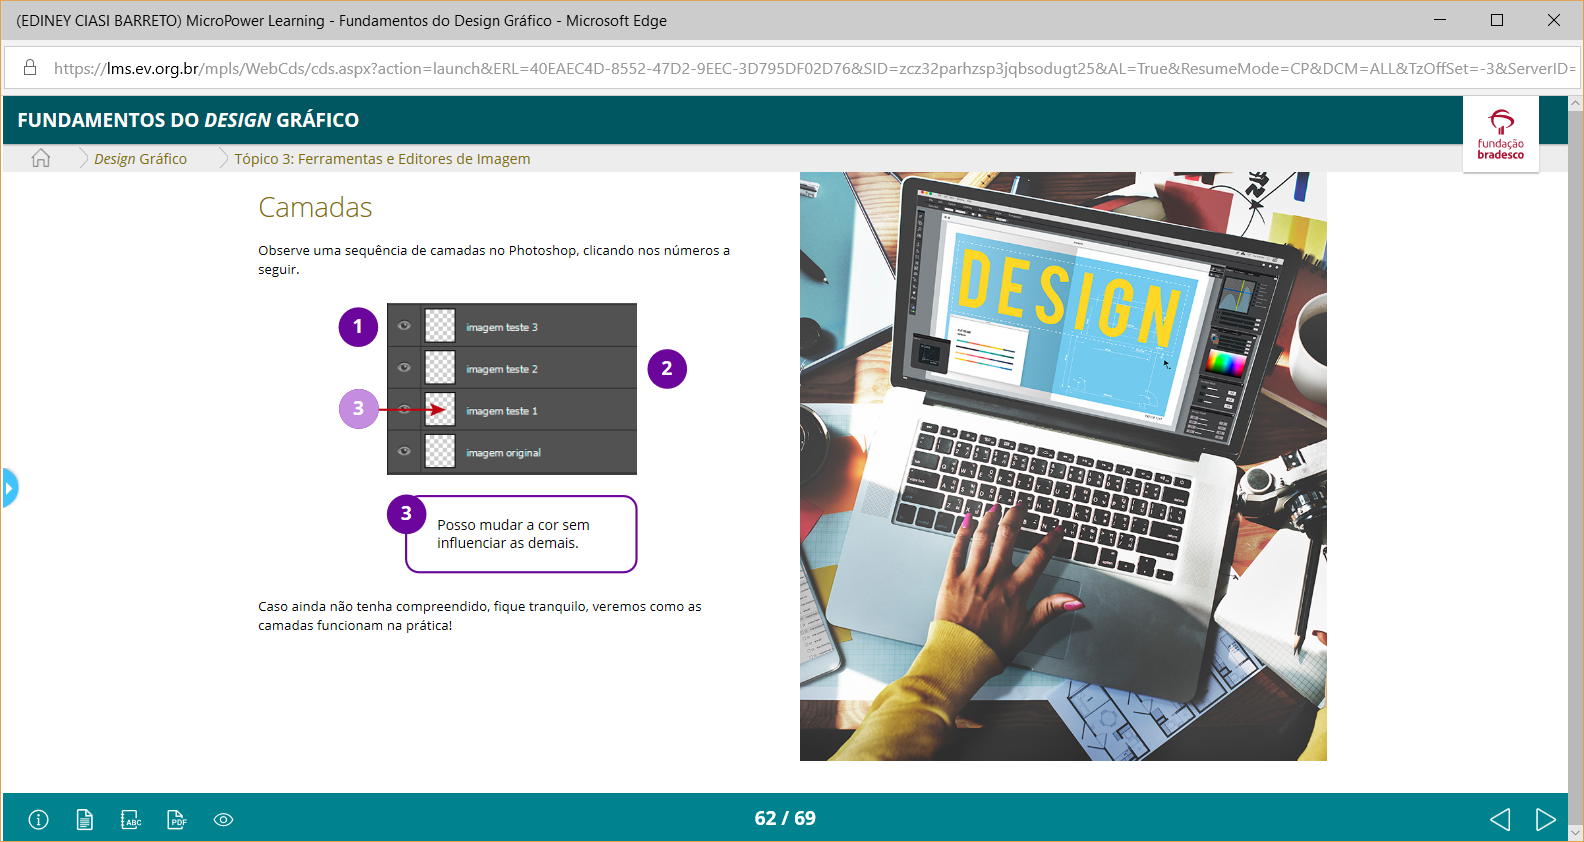 (EDINEY CIASI BARRETO) MicroPower Learning - Fundamentos do Design Gráfico - Microsoft Edge
https://lms.ev.org.br/mpls/WebCds/cds.aspx?action=launch&ERL=40EAEC4D-8552-47D2-9EEC-3D795DF02D76&SID=zcz32parhzsp3jqbsodugt25&AL=True&ResumeMode=CP&DCM=ALL&TzOffSet=-3&ServerID=
FUNDAMENTOS DO DESIGN GRÁFICO
fundação
bradesco
Design Gráfico
Tópico 3: Ferramentas e Editores de Imagem
Camadas
Observe uma sequência de camadas no Photoshop, clicando nos números a
seguir.
1
imagem teste 3
imagem teste 2
2
3
imagem teste 1
imagem original
3
Posso mudar a cor sem
influenciar as demais.
Caso ainda não tenha compreendido, fique tranquilo, veremos como as
camadas funcionam na prática!
DESIGN
ABC
PDF
62 / 69